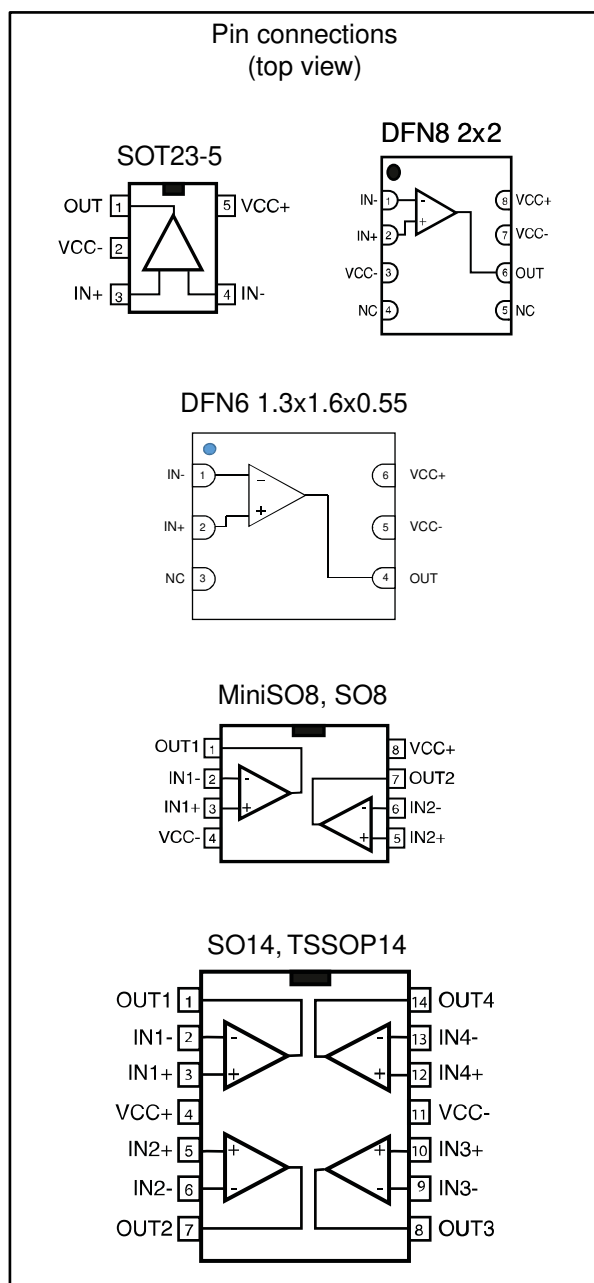 Pin connections
(top view)
SOT23-5
OUT 1 5 VCC+
VCC- 2
IN+ 3 4 IN-
DFN8 2x2
IN- 1 - 8 VCC+
IN+ 2 + 7 VCC-
VCC- 3 6 OUT
NC 4 5 NC
DFN6 1.3x1.6x0.55
IN- 1 - 6 VCC+
IN+ 2 + 5 VCC-
NC 3 4 OUT
MiniSO8, SO8
OUT1 1 8 VCC+
IN1- 2 - 7 OUT2
IN1+ 3 + - 6 IN2-
VCC- 4 + 5 IN2+
SO14, TSSOP14
OUT1 1 14 OUT4
IN1- 2 - - 13 IN4-
IN1+ 3 + + 12 IN4+
VCC+ 4 11 VCC-
IN2+ 5 + + 10 IN3+
IN2- 6 - - 9 IN3-
OUT2 7 8 OUT3